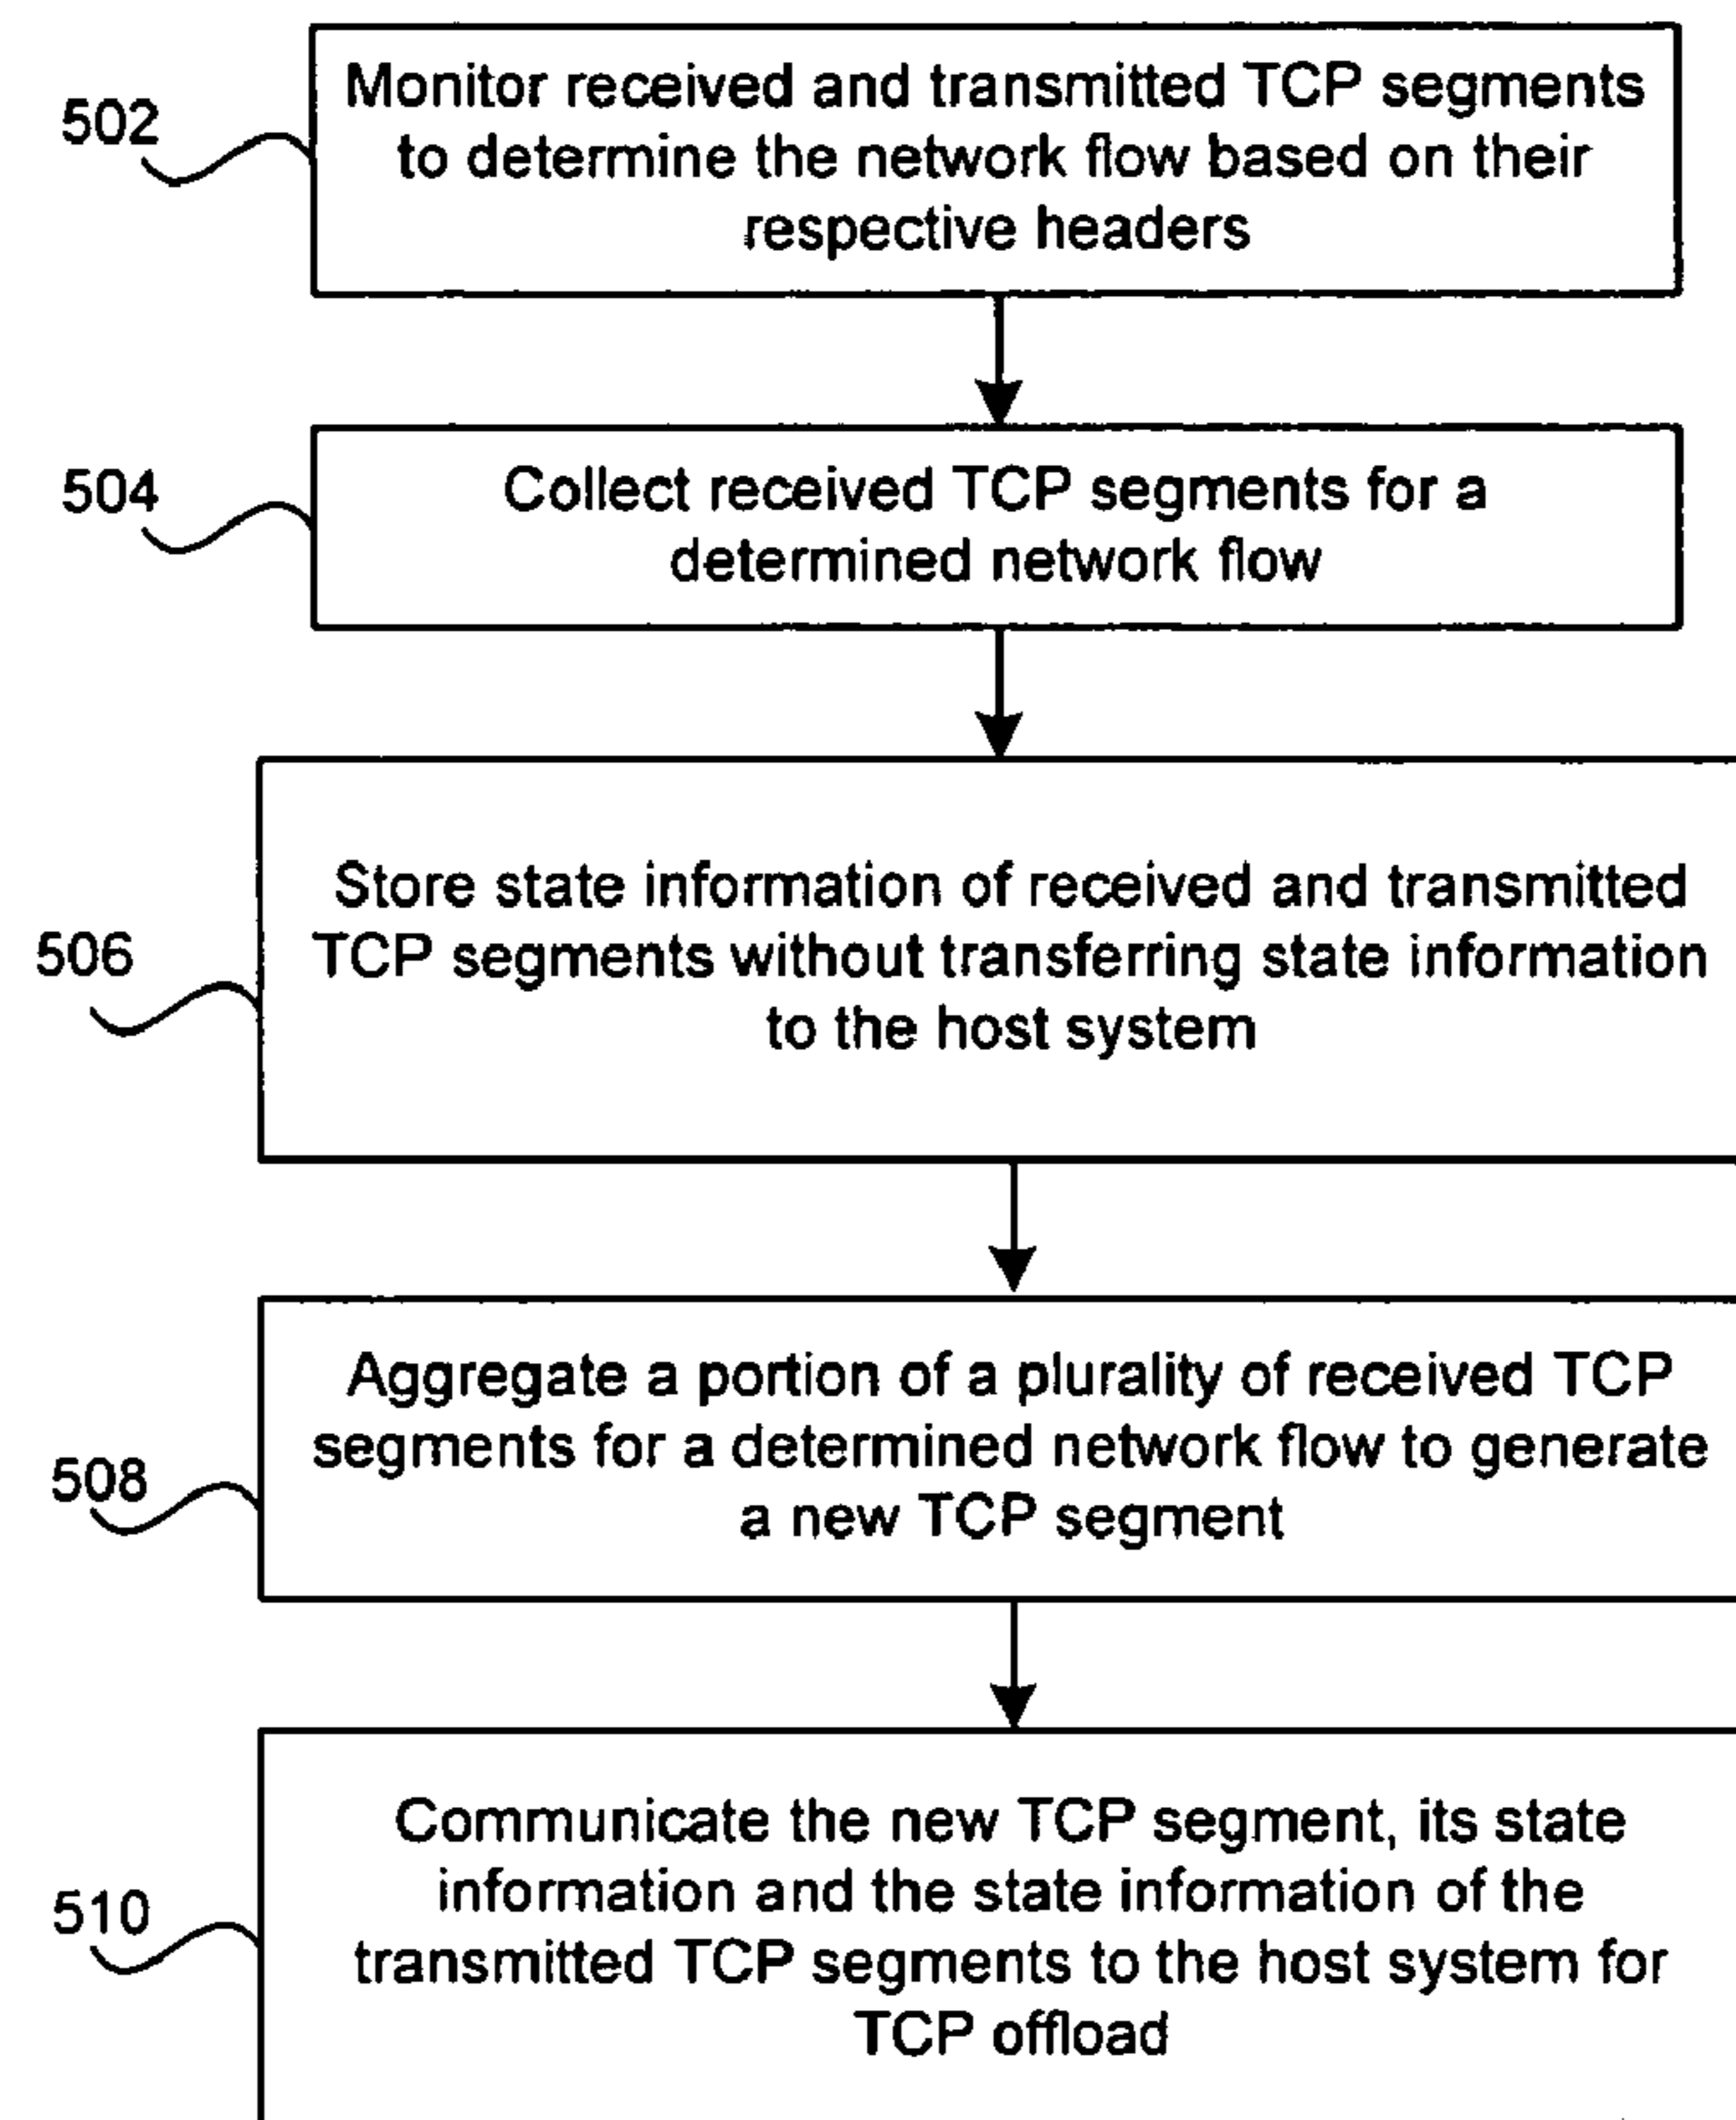 502
Monitor received and transmitted TCP segments
to determine the network flow based on their
respective headers
504
Collect received TCP segments for a
determined network flow
506
Store state information of received and transmitted
TCP segments without transferring state information
to the host system
508
Aggregate a portion of a plurality of received TCP
segments for a determined network flow to generate
a new TCP segment
510
Communicate the new TCP segment, its state
information and the state information of the
transmitted TCP segments to the host system for
TCP offload